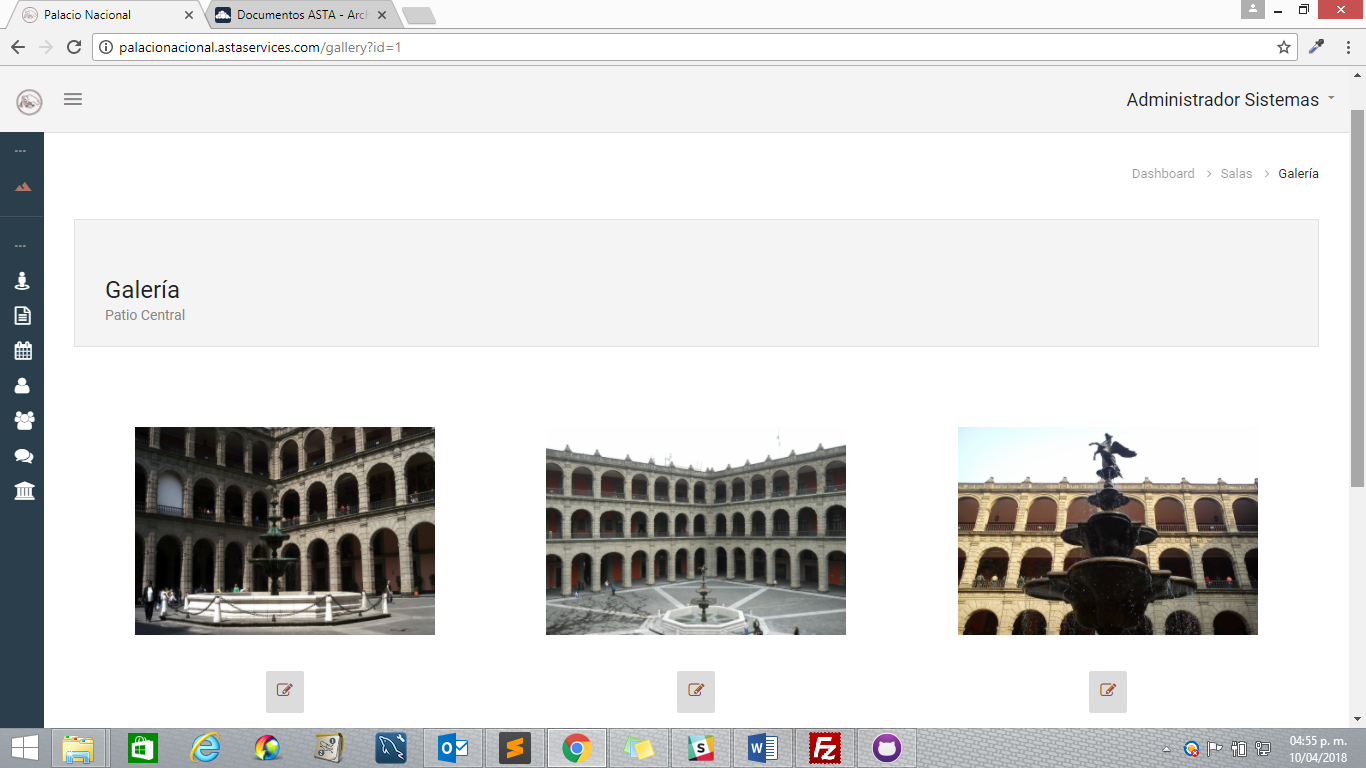 Palacio Nacional
Documentos ASTA - Arch
palacionacional.astaservices.com/gallery?id=1
Administrador Sistemas
---
Dashboard > Salas > Galería
---
Galería
Patio Central
04:55 p. m.
10/04/2018